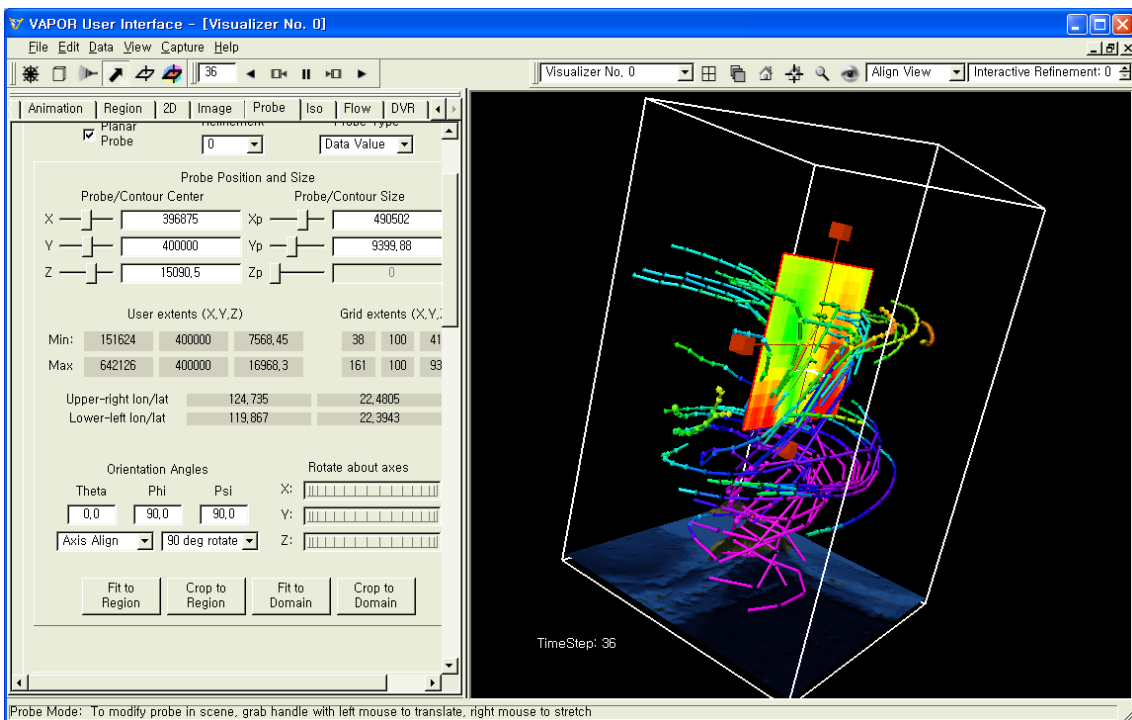 VAPOR User Interface - [Visualizer No. 0]
File Edit Data View Capture Help
36 Visualizer No. 0 Align View Interactive Refinement: 0
Animation Region 2D Image Probe Iso Flow DVR
Planar Refinement Probe Type
Probe 0 Data Value
Probe Position and Size
Probe/Contour Center Probe/Contour Size
X 396875 Xp 490502
Y 400000 Yp 9399,88
Z 15090,5 Zp 0
User extents (X,Y,Z) Grid extents (X,Y,
Min: 151624 400000 7568,45 38 100 41
Max 642126 400000 16968,3 161 100 93
Upper-right lon/lat 124,735 22,4805
Lower-left lon/lat 119,867 22,3943
Orientation Angles Rotate about axes
Theta Phi Psi X:
0,0 90,0 90,0 Y:
Axis Align 90 deg rotate Z:
Fit to Crop to Fit to Crop to
Region Region Domain Domain
TimeStep: 36
Probe Mode: To modify probe in scene, grab handle with left mouse to translate, right mouse to stretch